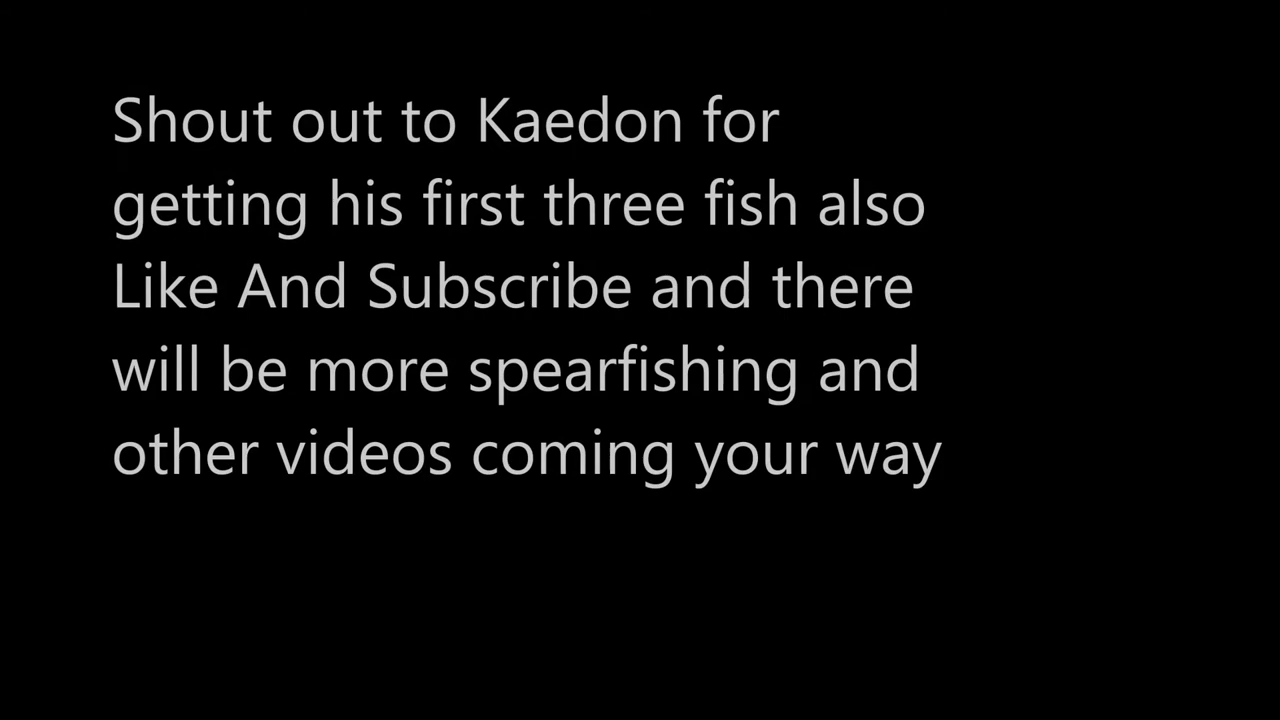 Shout out to Kaedon for
getting his first three fish also
Like And Subscribe and there
will be more spearfishing and
other videos coming your way